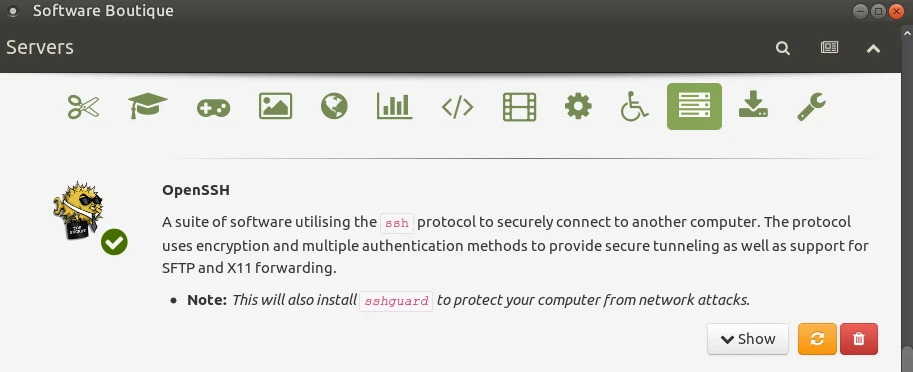 Software Boutique
Servers
OpenSSH
A suite of software utilising the ssh protocol to securely connect to another computer. The protocol
uses encryption and multiple authentication methods to provide secure tunneling as well as support for
SFTP and X11 forwarding.
• Note: This will also install sshguard to protect your computer from network attacks.
TOP
SECRET
Show